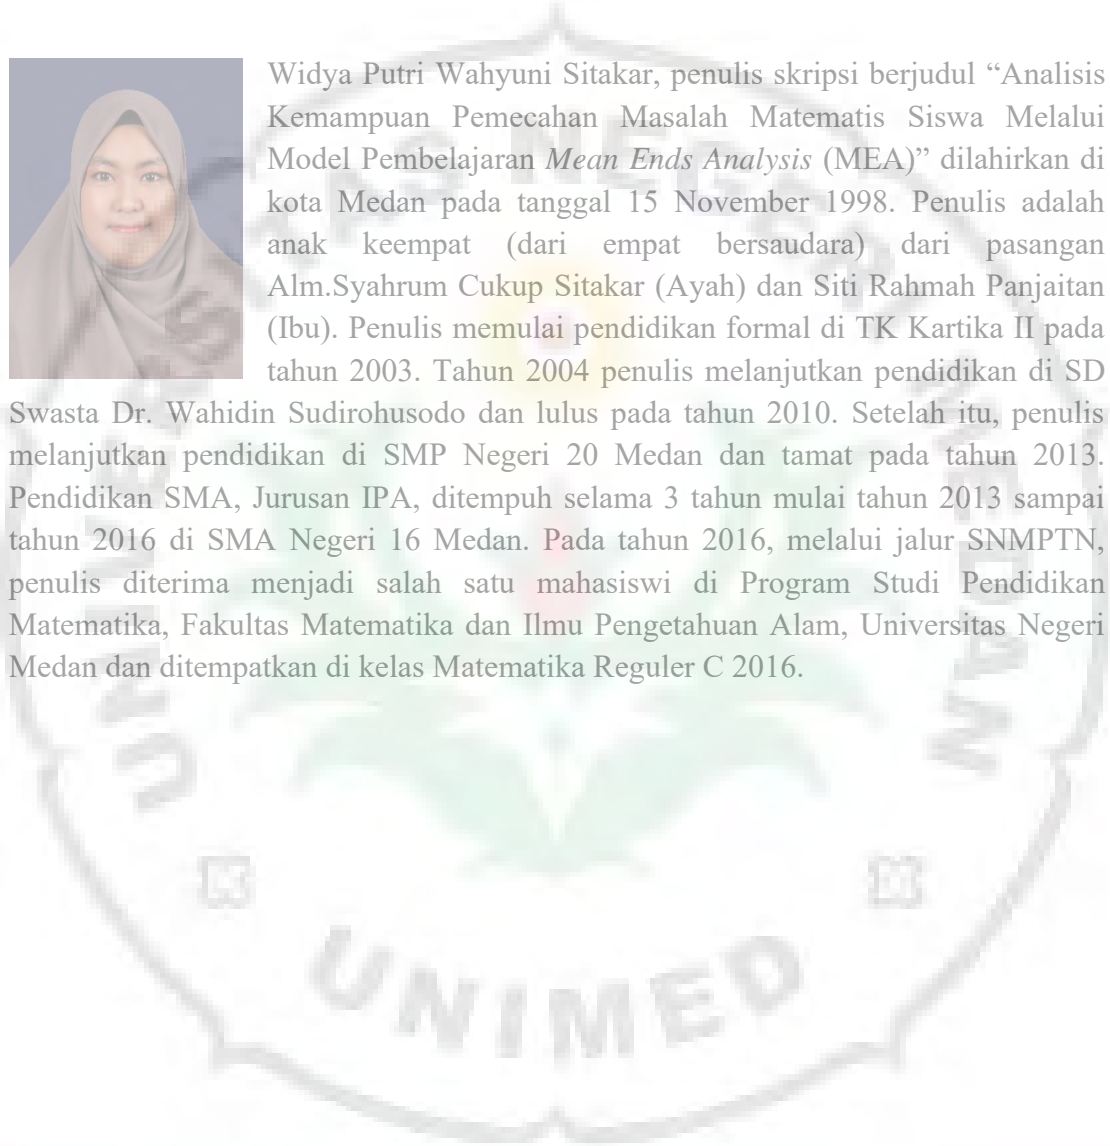 Widya Putri Wahyuni Sitakar, penulis skripsi berjudul “Analisis
Kemampuan Pemecahan Masalah Matematis Siswa Melalui
Model Pembelajaran Mean Ends Analysis (MEA)” dilahirkan di
kota Medan pada tanggal 15 November 1998. Penulis adalah
anak keempat (dari empat bersaudara) dari pasangan
Alm.Syahrum Cukup Sitakar (Ayah) dan Siti Rahmah Panjaitan
(Ibu). Penulis memulai pendidikan formal di TK Kartika II pada
tahun 2003. Tahun 2004 penulis melanjutkan pendidikan di SD
Swasta Dr. Wahidin Sudirohusodo dan lulus pada tahun 2010. Setelah itu, penulis
melanjutkan pendidikan di SMP Negeri 20 Medan dan tamat pada tahun 2013.
Pendidikan SMA, Jurusan IPA, ditempuh selama 3 tahun mulai tahun 2013 sampai
tahun 2016 di SMA Negeri 16 Medan. Pada tahun 2016, melalui jalur SNMPTN,
penulis diterima menjadi salah satu mahasiswi di Program Studi Pendidikan
Matematika, Fakultas Matematika dan Ilmu Pengetahuan Alam, Universitas Negeri
Medan dan ditempatkan di kelas Matematika Reguler C 2016.
UNIVERSITAS NEGERI MEDAN
UNIMED